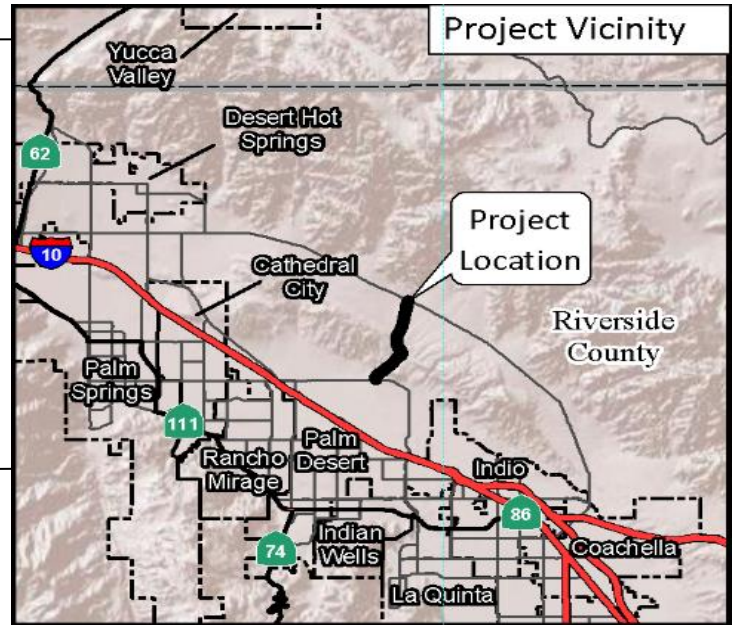 Project Vicinity
Yucca
Valley
Desert Hot
Springs
62
10
Project
Location
Cathedral
City
Riverside
County
Palm
Springs
111
Rancho
Mirage
Palm
Desert
Indio
86
74
Indian
Wells
Coachella
La Quinta